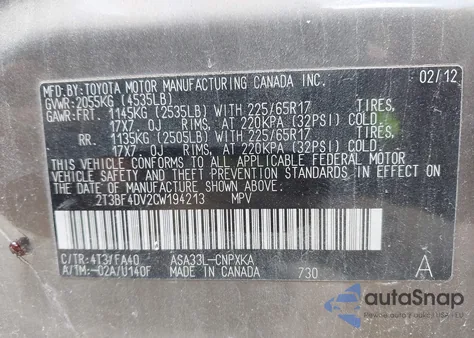 MFD.BY:TOYOTA MOTOR MANUFACTURING CANADA INC. 02/12
GVWR:2055KG (4535LB)
GAWR:FRT. 1145KG (2535LB) WITH 225/65R17 TIRES,
17X7 OJ RIMS, AT 220KPA (32PSI) COLD.
RR. 1135KG (2505LB) WITH 225/65R17 TIRES,
17X7 OJ RIMS, AT 220KPA (32PSI) COLD.
THIS VEHICLE CONFORMS TO ALL APPLICABLE FEDERAL MOTOR
VEHICLE SAFETY AND THEFT PREVENTION STANDARDS IN EFFECT ON
THE DATE OF MANUFACTURE SHOWN ABOVE.
2T3BF4DV2CW194213 MPV
C/TR:4T3/FA40 ASA33L-CNPXKA
A/TM:-02A/U140F MADE IN CANADA 730 A
autoSnap